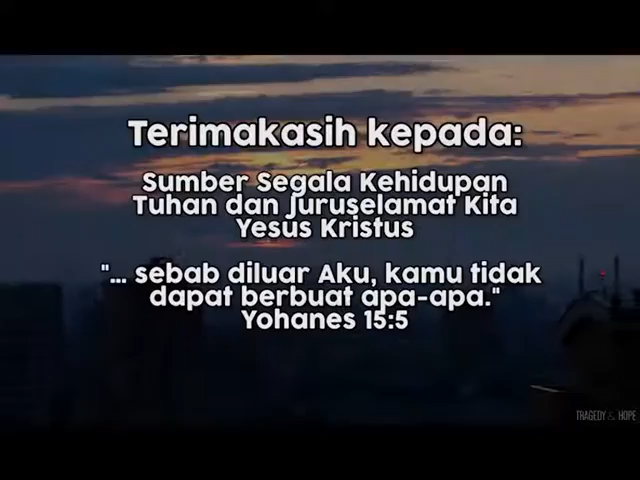 Terimakasih kepada:
Sumber Segala Kehidupan
Tuhan dan Juruselamat Kita
Yesus Kristus
"... sebab diluar Aku, kamu tidak
dapat berbuat apa-apa."
Yohanes 15:5
TRAGEDY & HOPE